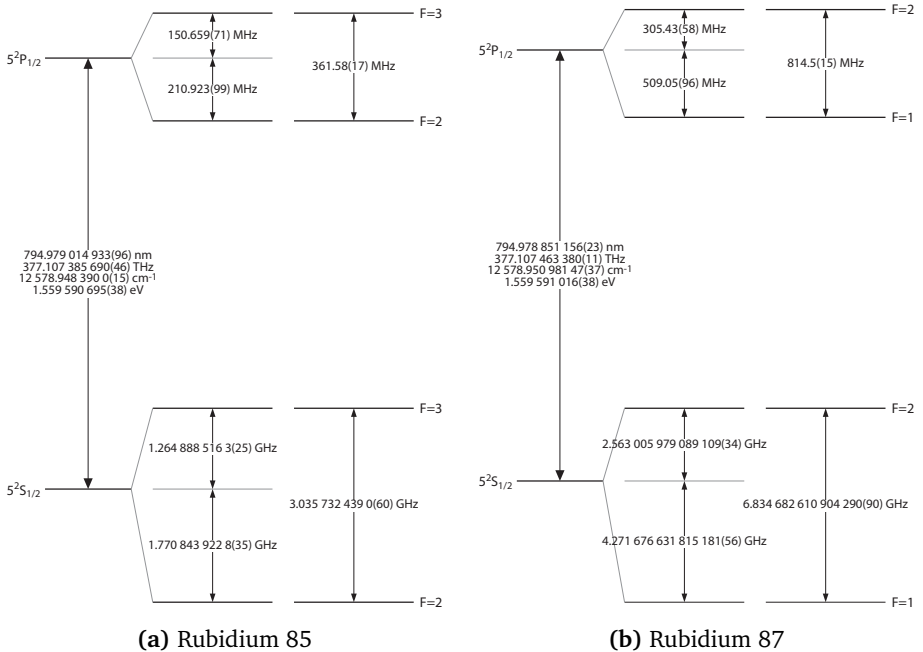 F=3
150.659(71) MHz
5²P₁/₂
361.58(17) MHz
210.923(99) MHz
F=2
794.979 014 933(96) nm
377.107 385 690(46) THz
12 578.948 390 0(15) cm⁻¹
1.559 590 695(38) eV
F=3
1.264 888 516 3(25) GHz
5²S₁/₂
3.035 732 439 0(60) GHz
1.770 843 922 8(35) GHz
F=2
(a) Rubidium 85
F=2
305.43(58) MHz
5²P₁/₂
814.5(15) MHz
509.05(96) MHz
F=1
794.978 851 156(23) nm
377.107 463 380(11) THz
12 578.950 981 47(37) cm⁻¹
1.559 591 016(38) eV
F=2
2.563 005 979 089 109(34) GHz
5²S₁/₂
6.834 682 610 904 290(90) GHz
4.271 676 631 815 181(56) GHz
F=1
(b) Rubidium 87